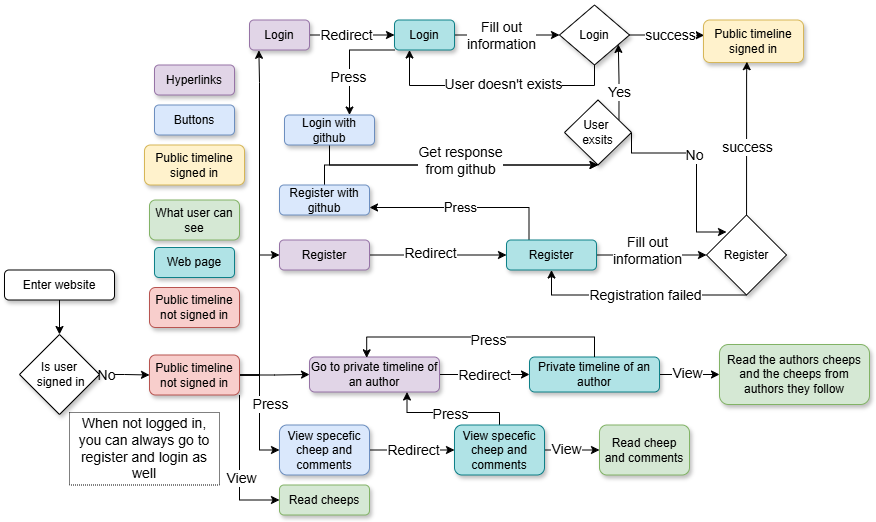 Login
Redirect
Login
Fill out
information
Login
success
Public timeline
signed in
Hyperlinks
Press
User doesn't exists
Yes
Buttons
Login with
github
User
exsits
Public timeline
signed in
Get response
from github
No
success
What user can
see
Register with
github
Press
Web page
Register
Redirect
Register
Fill out
information
Register
Enter website
Public timeline
not signed in
Registration failed
Is user
signed in
No
Public timeline
not signed in
Press
Go to private timeline of
an author
Redirect
Private timeline of an
author
View
Read the authors cheeps
and the cheeps from
authors they follow
Press
Press
When not logged in,
you can always go to
register and login as
well
View specefic
cheep and
comments
Redirect
View specefic
cheep and
comments
View
Read cheep
and comments
View
Read cheeps